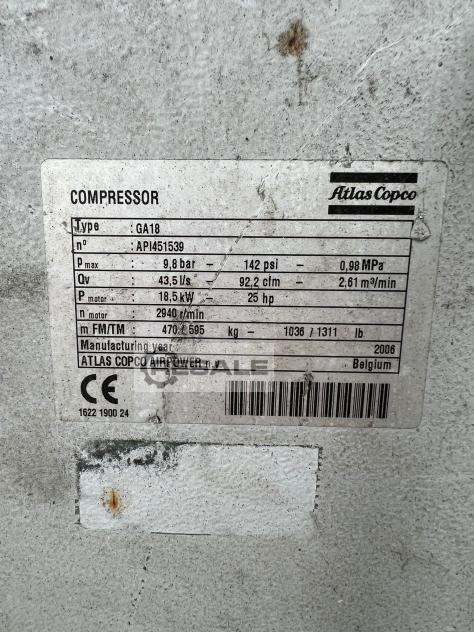 Atlas Copco
COMPRESSOR
Type : GA18
n° : API451539
P max : 9,8 bar – 142 psi – 0,98 MPa
Qv : 43,5 l/s – 92,2 cfm – 2,61 m³/min
P motor : 18,5 kW – 25 hp
n motor : 2940 r/min
m FM/TM : 470 / 595 kg – 1036 / 1311 lb
Manufacturing year 2006
ATLAS COPCO AIRPOWER n.v. Belgium
CE
1622 1900 24
ESALE